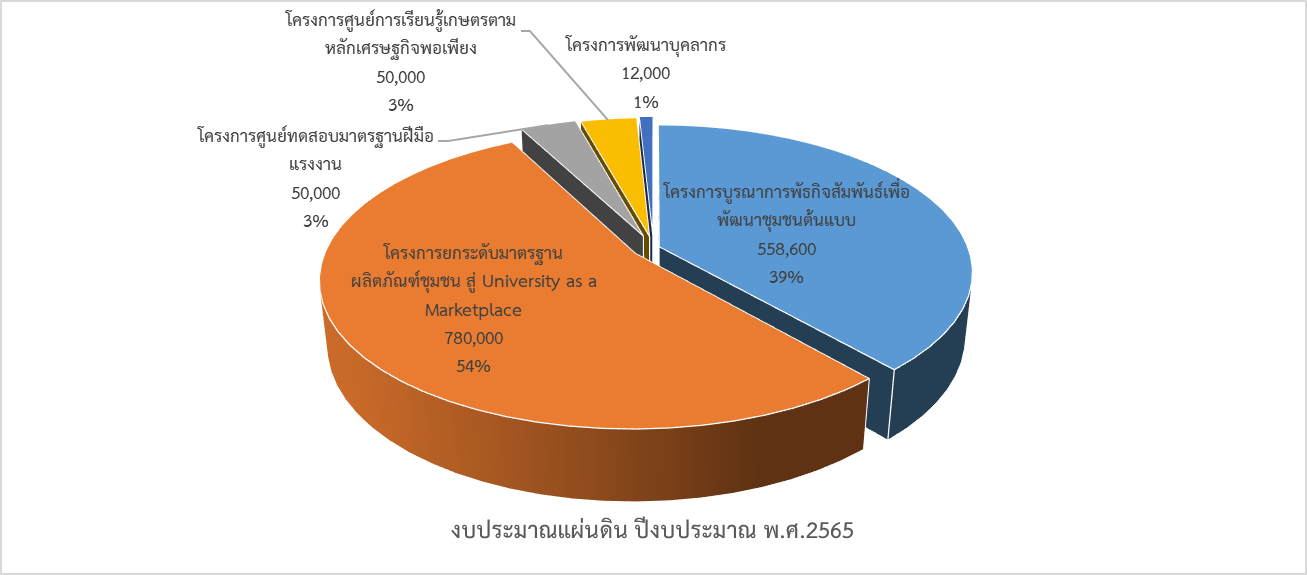 โครงการศูนย์การเรียนรู้เกษตรตาม
หลักเศรษฐกิจพอเพียง
50,000
3%
โครงการพัฒนาบุคลากร
12,000
1%
โครงการศูนย์ทดสอบมาตรฐานฝีมือ
แรงงาน
50,000
3%
โครงการบูรณาการพัธกิจสัมพันธ์เพื่อ
พัฒนาชุมชนต้นแบบ
558,600
39%
โครงการยกระดับมาตรฐาน
ผลิตภัณฑ์ชุมชน สู่ University as a
Marketplace
780,000
54%
งบประมาณแผ่นดิน ปีงบประมาณ พ.ศ.2565